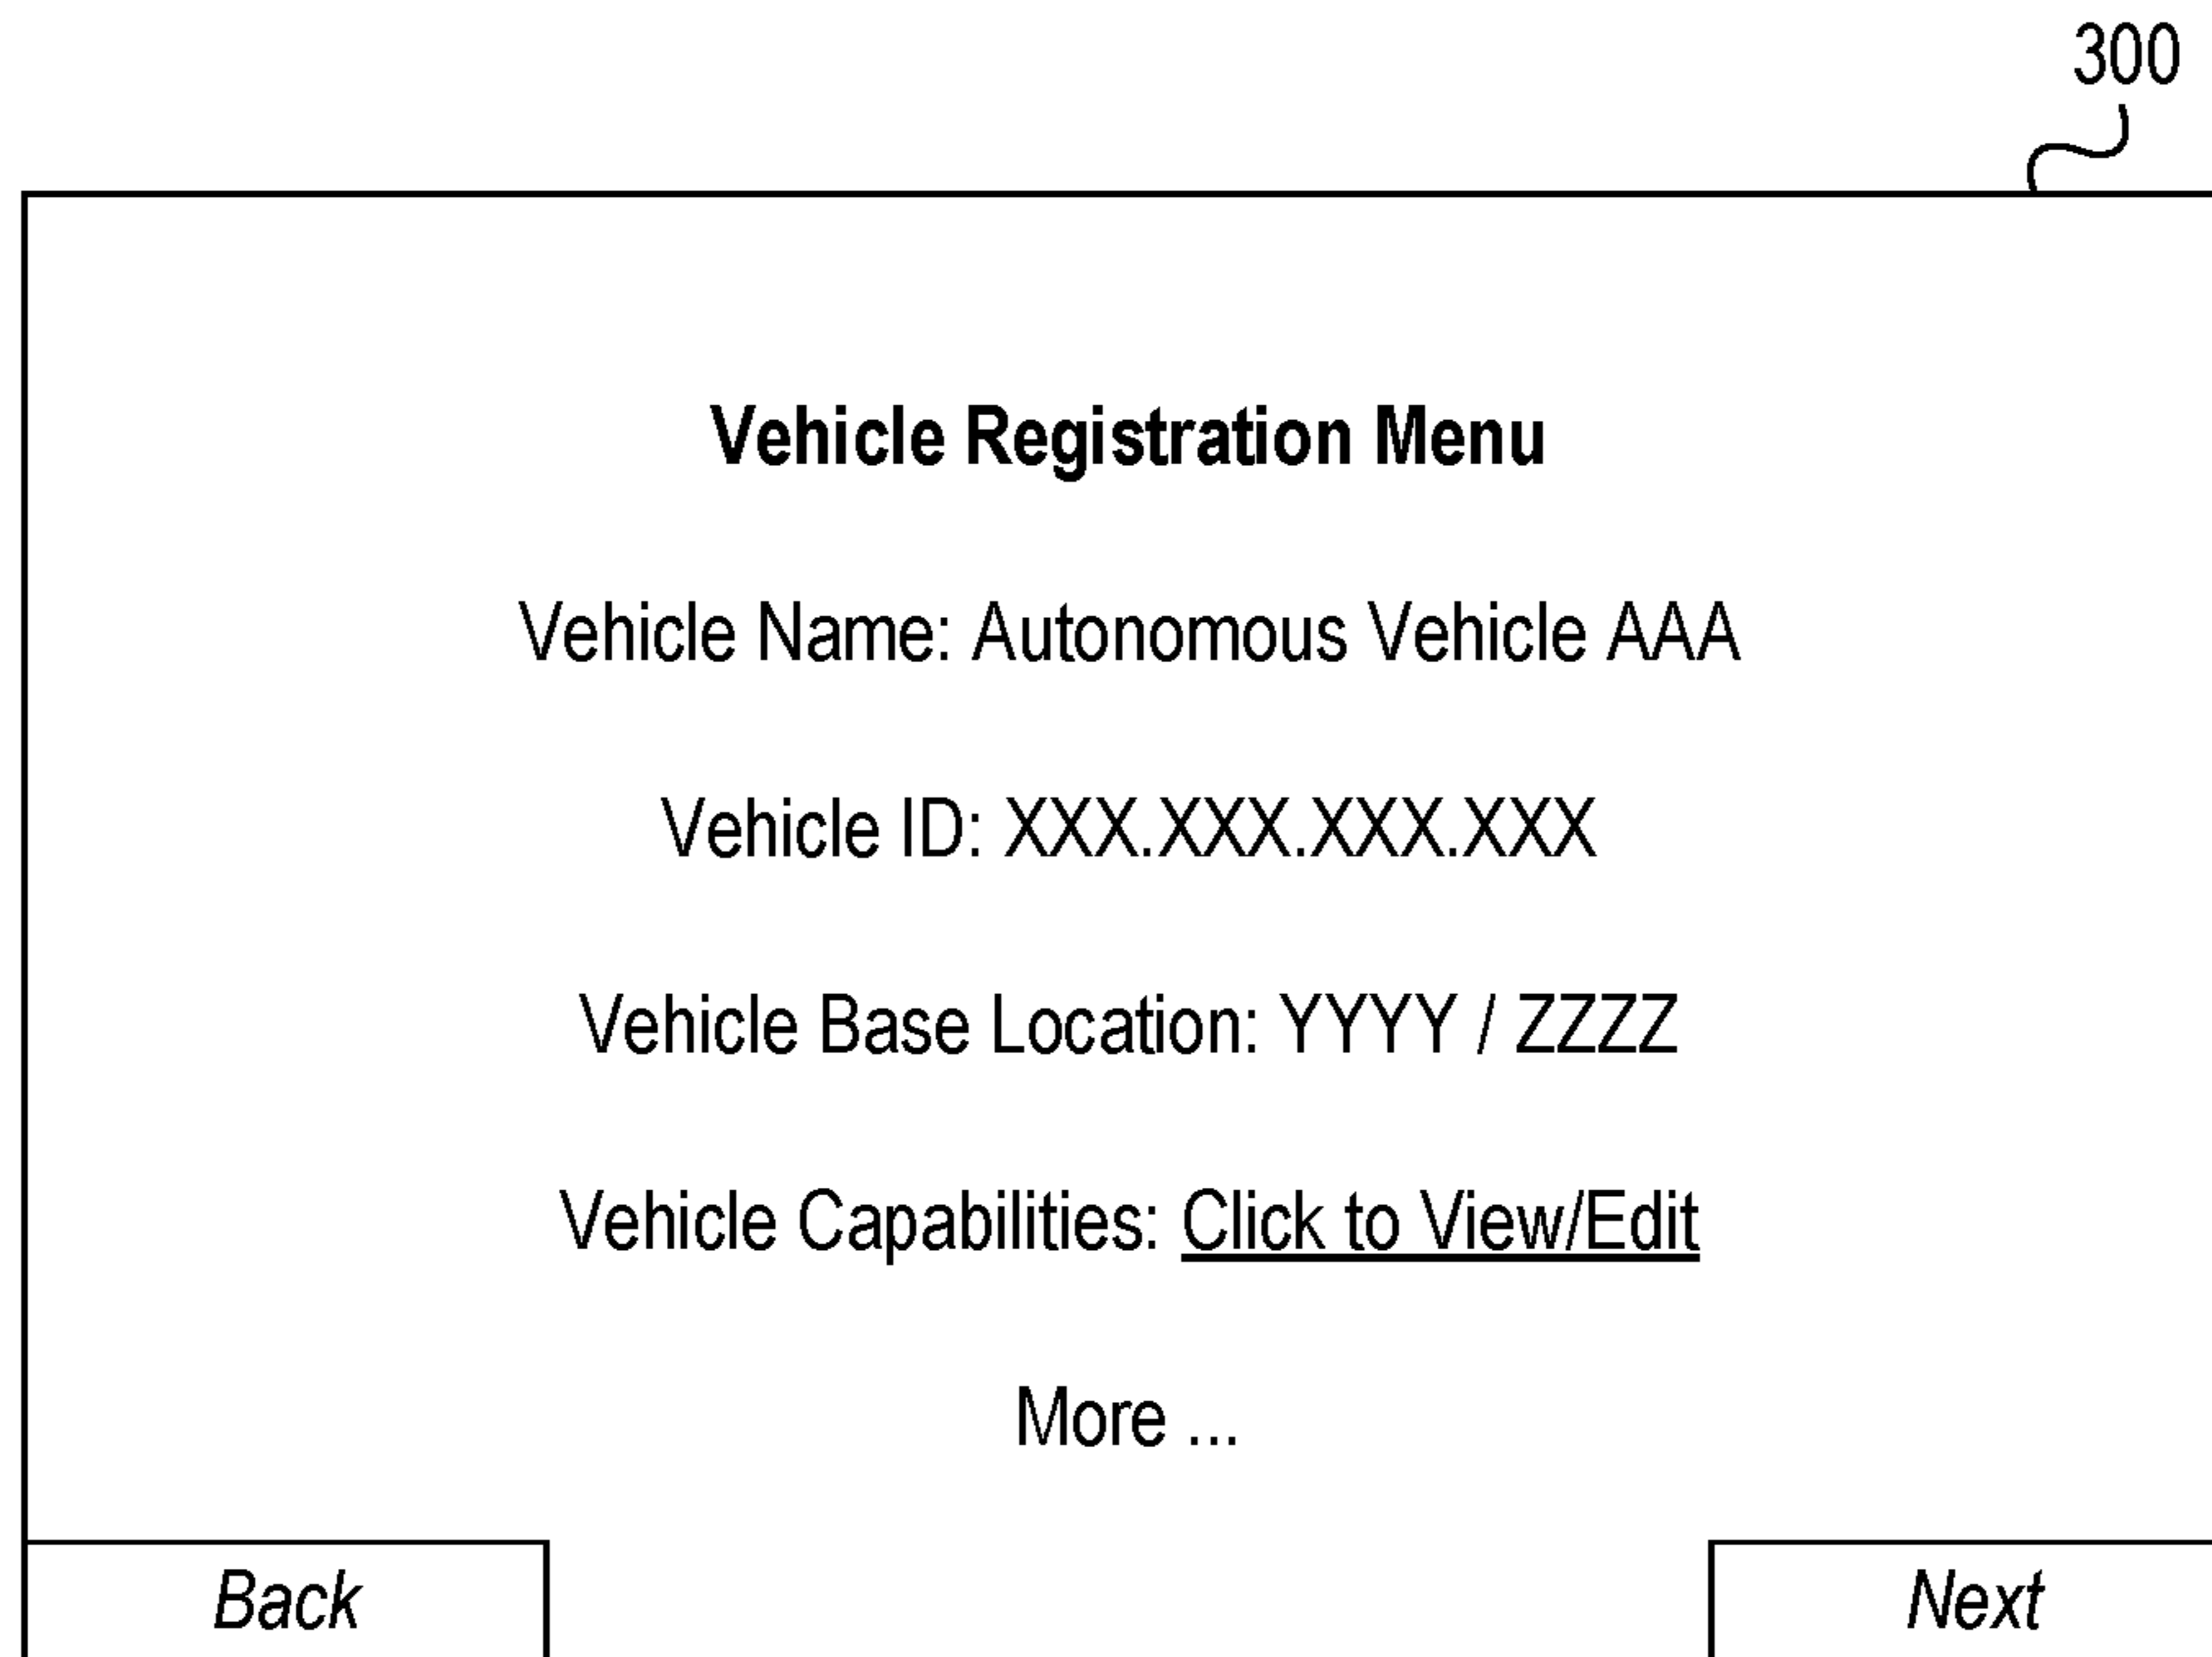 300
Vehicle Registration Menu
Vehicle Name: Autonomous Vehicle AAA
Vehicle ID: XXX.XXX.XXX.XXX
Vehicle Base Location: YYYY / ZZZZ
Vehicle Capabilities: Click to View/Edit
More ...
Back
Next